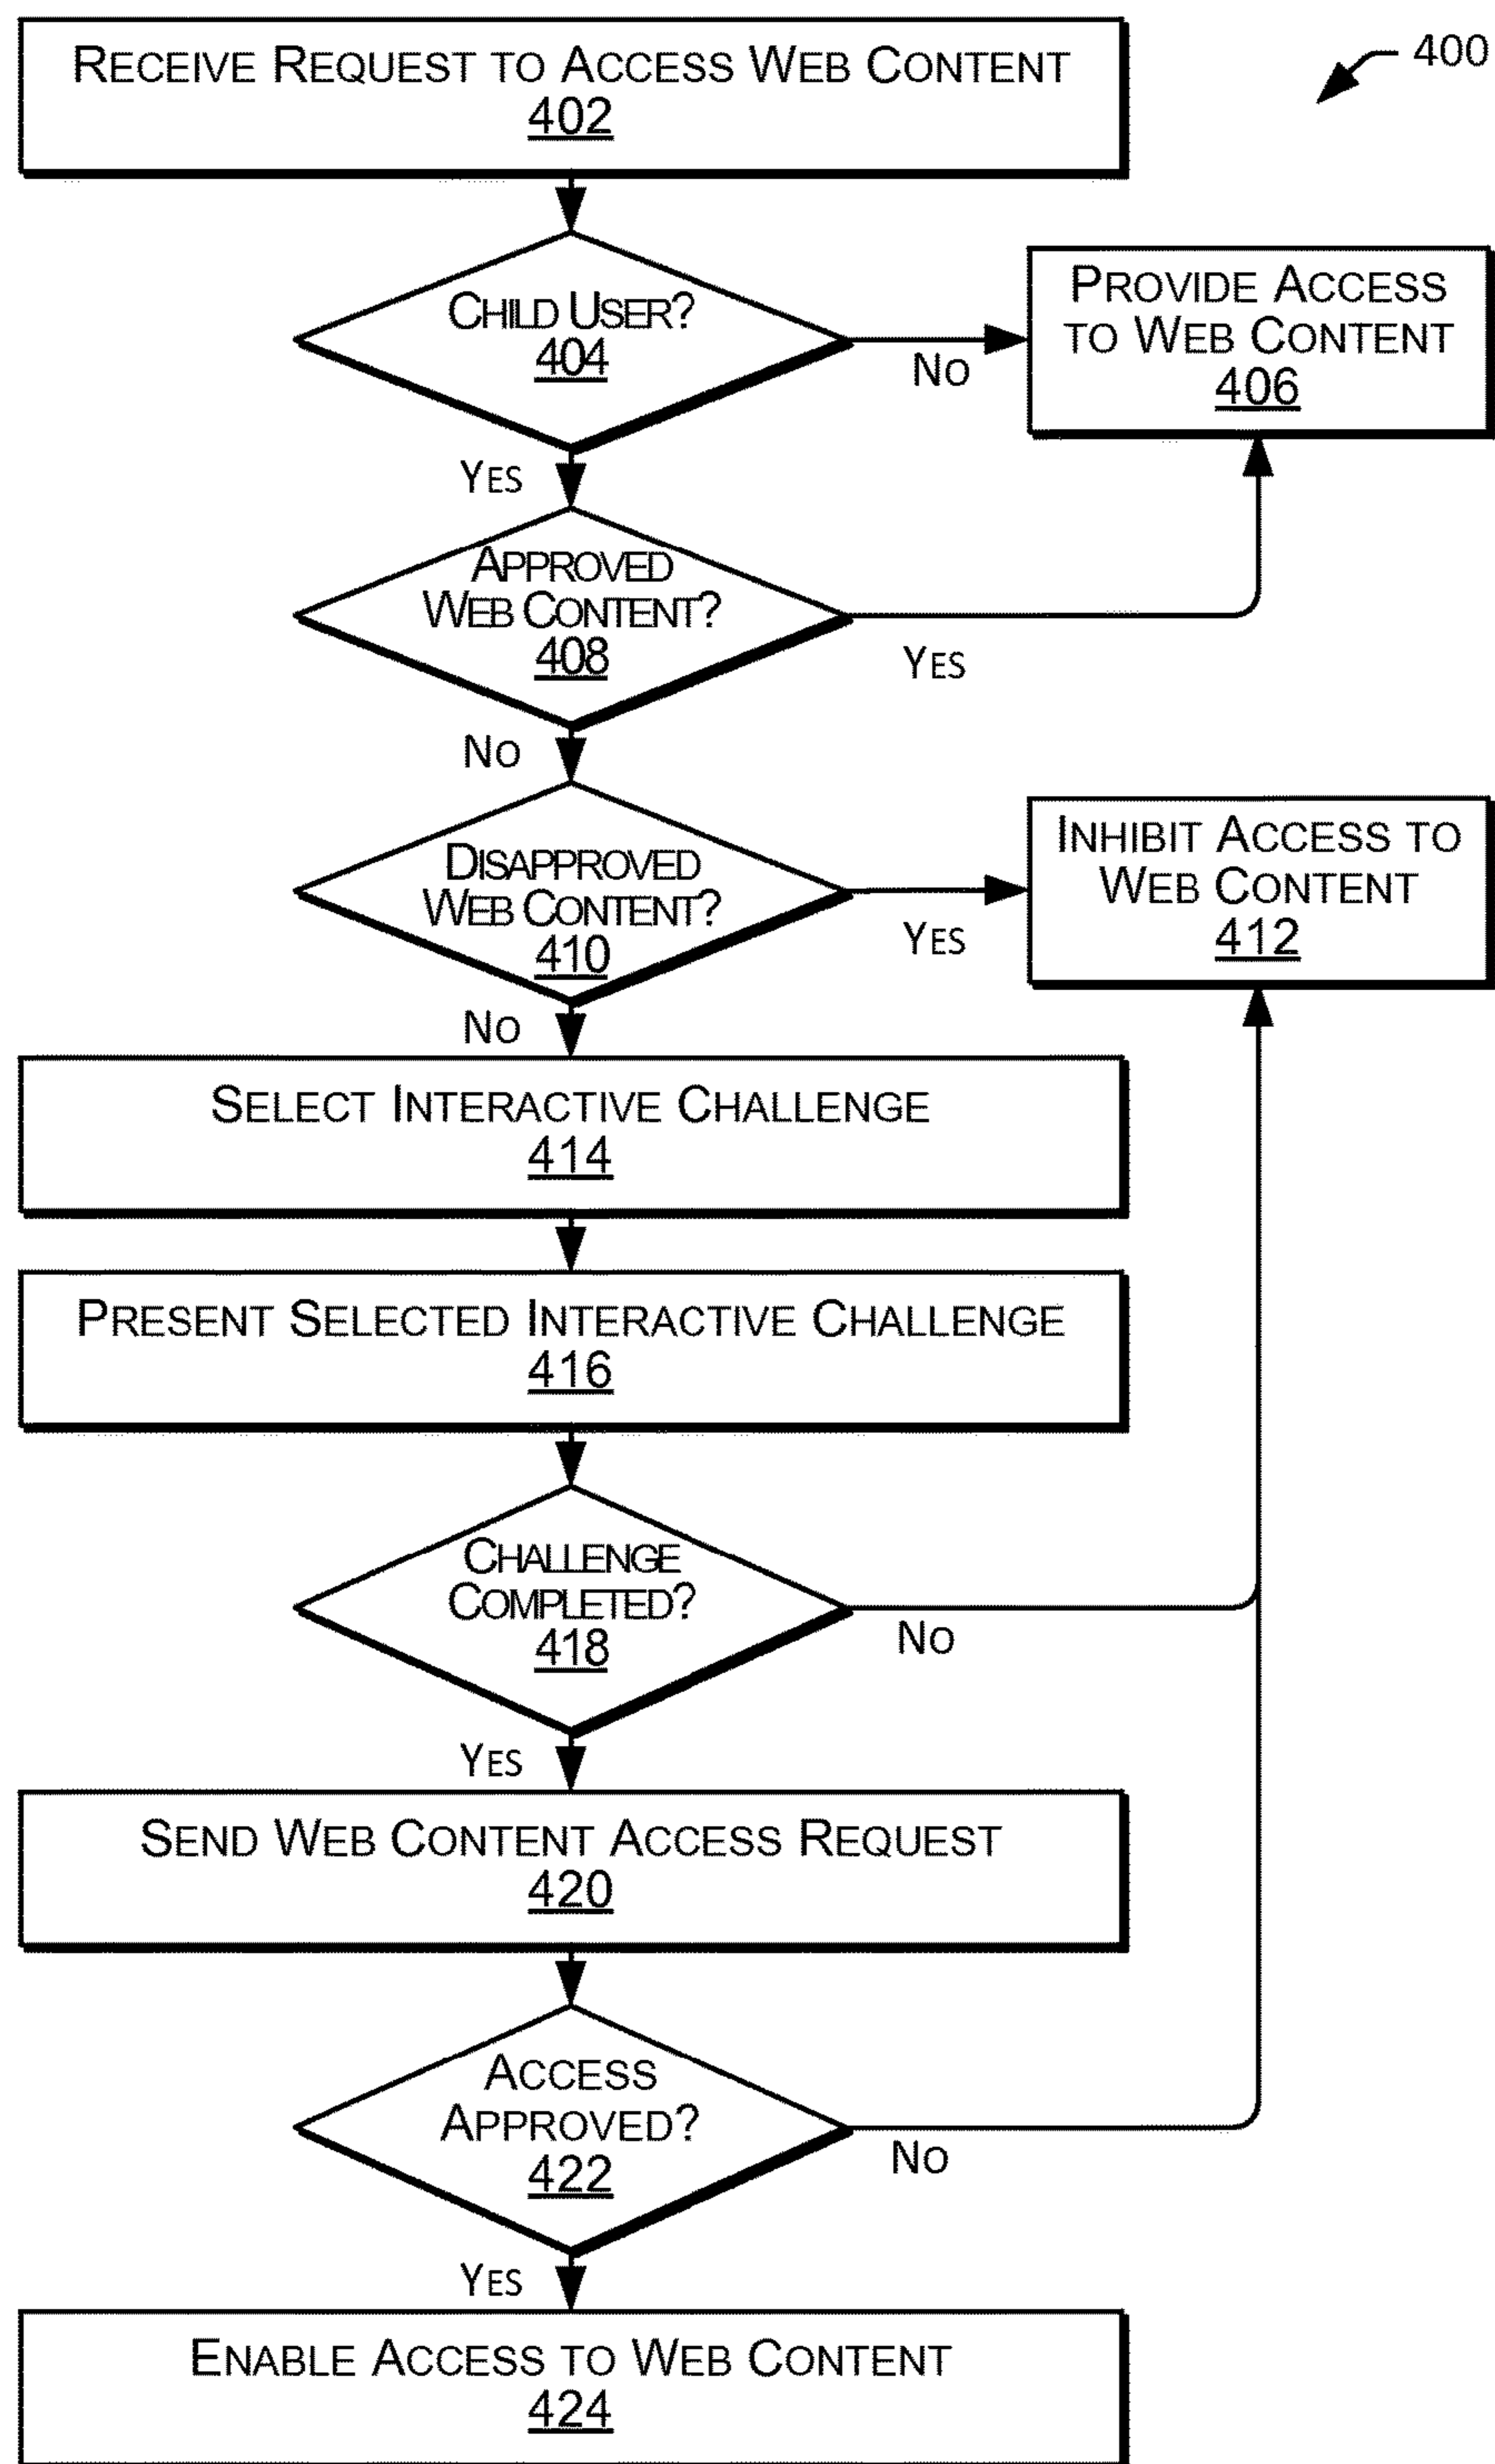 RECEIVE REQUEST TO ACCESS WEB CONTENT
402
400
CHILD USER?
404
NO
PROVIDE ACCESS
TO WEB CONTENT
406
YES
APPROVED
WEB CONTENT?
408
YES
NO
DISAPPROVED
WEB CONTENT?
410
YES
INHIBIT ACCESS TO
WEB CONTENT
412
NO
SELECT INTERACTIVE CHALLENGE
414
PRESENT SELECTED INTERACTIVE CHALLENGE
416
CHALLENGE
COMPLETED?
418
NO
YES
SEND WEB CONTENT ACCESS REQUEST
420
ACCESS
APPROVED?
422
NO
YES
ENABLE ACCESS TO WEB CONTENT
424